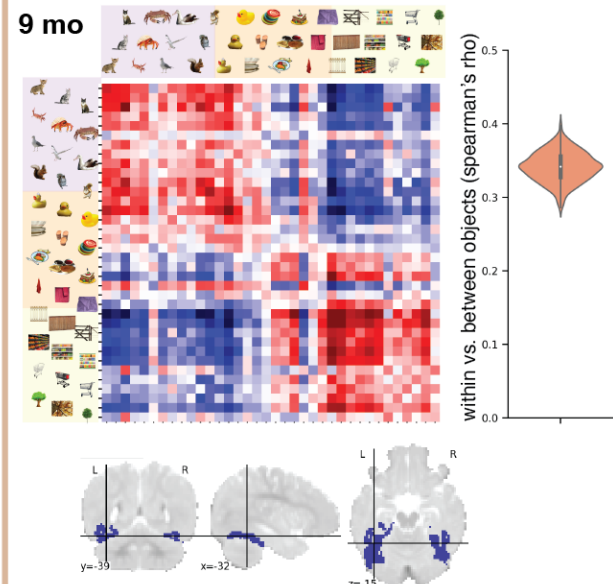 9 mo
0.5
0.4
0.3
0.2
0.1
0.0
within vs. between objects (spearman's rho)
L R
y=-39
x=-32
L R
z=-15